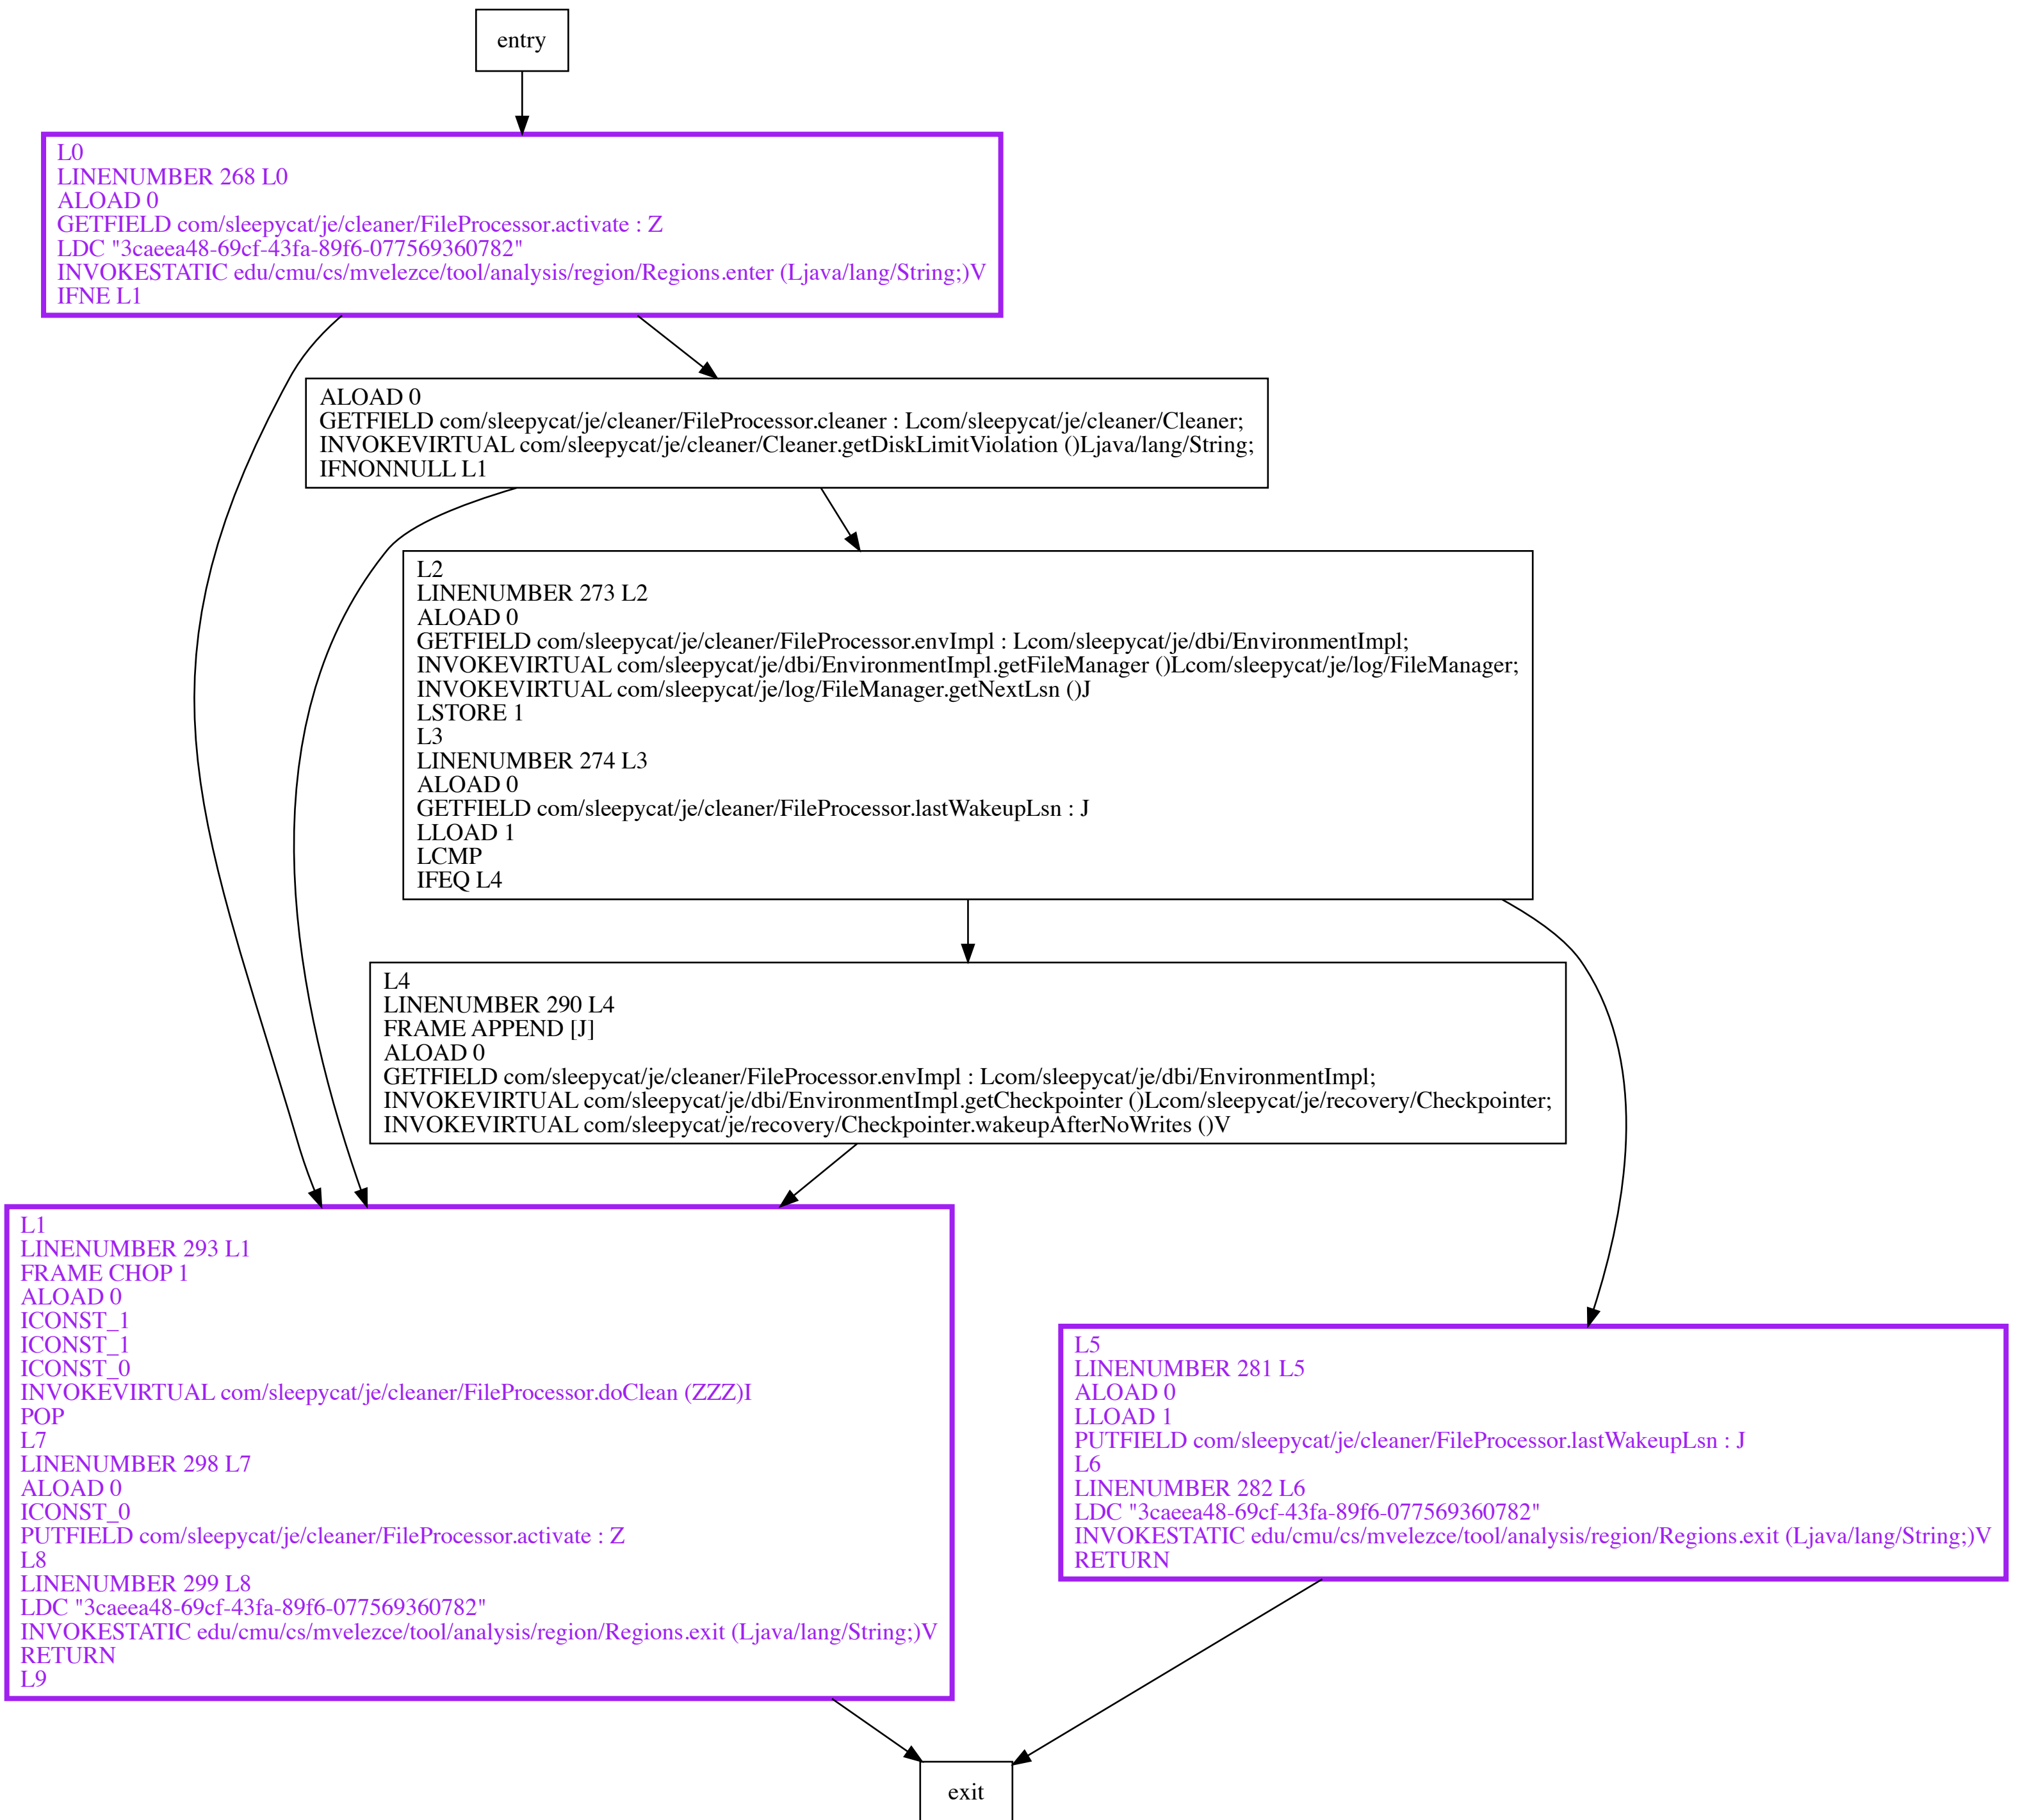 entry
L0
LINENUMBER 268 L0
ALOAD 0
GETFIELD com/sleepycat/je/cleaner/FileProcessor.activate : Z
LDC "3caeea48-69cf-43fa-89f6-077569360782"
INVOKESTATIC edu/cmu/cs/mvelezce/tool/analysis/region/Regions.enter (Ljava/lang/String;)V
IFNE L1
ALOAD 0
GETFIELD com/sleepycat/je/cleaner/FileProcessor.cleaner : Lcom/sleepycat/je/cleaner/Cleaner;
INVOKEVIRTUAL com/sleepycat/je/cleaner/Cleaner.getDiskLimitViolation ()Ljava/lang/String;
IFNONNULL L1
L2
LINENUMBER 273 L2
ALOAD 0
GETFIELD com/sleepycat/je/cleaner/FileProcessor.envImpl : Lcom/sleepycat/je/dbi/EnvironmentImpl;
INVOKEVIRTUAL com/sleepycat/je/dbi/EnvironmentImpl.getFileManager ()Lcom/sleepycat/je/log/FileManager;
INVOKEVIRTUAL com/sleepycat/je/log/FileManager.getNextLsn ()J
LSTORE 1
L3
LINENUMBER 274 L3
ALOAD 0
GETFIELD com/sleepycat/je/cleaner/FileProcessor.lastWakeupLsn : J
LLOAD 1
LCMP
IFEQ L4
L4
LINENUMBER 290 L4
FRAME APPEND [J]
ALOAD 0
GETFIELD com/sleepycat/je/cleaner/FileProcessor.envImpl : Lcom/sleepycat/je/dbi/EnvironmentImpl;
INVOKEVIRTUAL com/sleepycat/je/dbi/EnvironmentImpl.getCheckpointer ()Lcom/sleepycat/je/recovery/Checkpointer;
INVOKEVIRTUAL com/sleepycat/je/recovery/Checkpointer.wakeupAfterNoWrites ()V
L1
LINENUMBER 293 L1
FRAME CHOP 1
ALOAD 0
ICONST_1
ICONST_1
ICONST_0
INVOKEVIRTUAL com/sleepycat/je/cleaner/FileProcessor.doClean (ZZZ)I
POP
L7
LINENUMBER 298 L7
ALOAD 0
ICONST_0
PUTFIELD com/sleepycat/je/cleaner/FileProcessor.activate : Z
L8
LINENUMBER 299 L8
LDC "3caeea48-69cf-43fa-89f6-077569360782"
INVOKESTATIC edu/cmu/cs/mvelezce/tool/analysis/region/Regions.exit (Ljava/lang/String;)V
RETURN
L9
L5
LINENUMBER 281 L5
ALOAD 0
LLOAD 1
PUTFIELD com/sleepycat/je/cleaner/FileProcessor.lastWakeupLsn : J
L6
LINENUMBER 282 L6
LDC "3caeea48-69cf-43fa-89f6-077569360782"
INVOKESTATIC edu/cmu/cs/mvelezce/tool/analysis/region/Regions.exit (Ljava/lang/String;)V
RETURN
exit